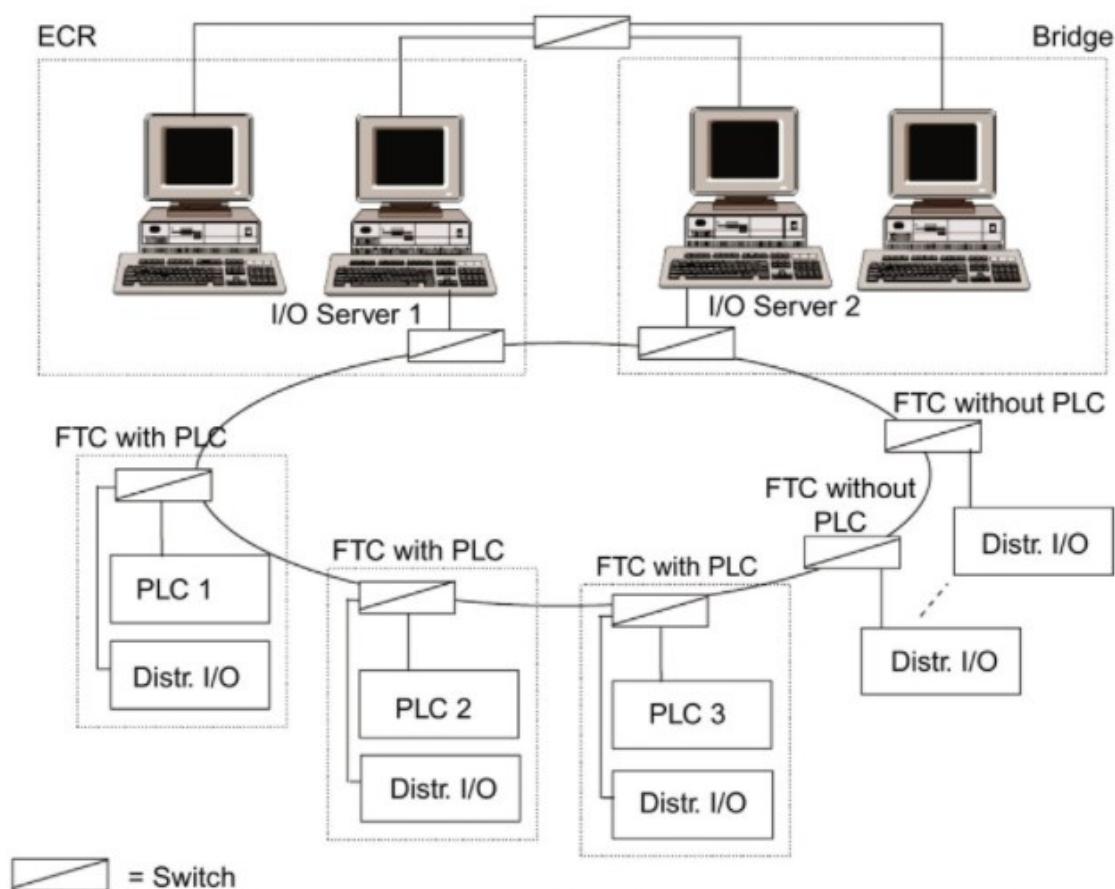 ECR
Bridge
I/O Server 1
I/O Server 2
FTC without PLC
FTC with PLC
FTC without
PLC
Distr. I/O
FTC with PLC
FTC with PLC
PLC 1
Distr. I/O
Distr. I/O
PLC 2
PLC 3
Distr. I/O
Distr. I/O
= Switch